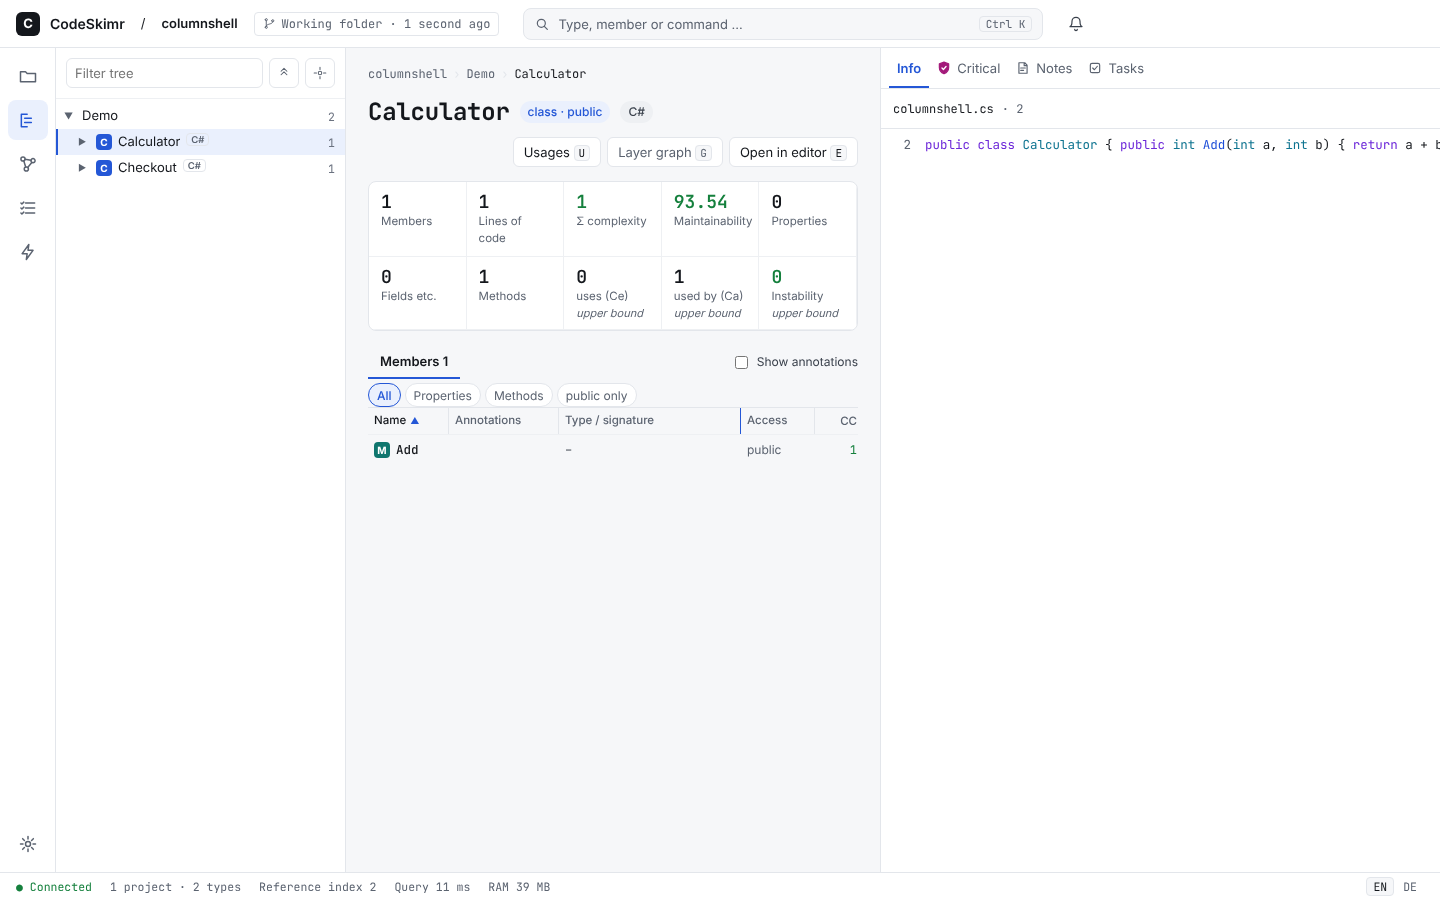 C CodeSkimr / columnshell Working folder · 1 second ago Type, member or command ... Ctrl K
Filter tree
Demo 2
C Calculator C# 1
C Checkout C# 1
columnshell › Demo › Calculator
Calculator class · public C#
Usages U Layer graph G Open in editor E
1 Members
1 Lines of code
1 Σ complexity
93.54 Maintainability
0 Properties
0 Fields etc.
1 Methods
0 uses (Ce) upper bound
1 used by (Ca) upper bound
0 Instability upper bound
Members 1 Show annotations
All Properties Methods public only
Name ▲ Annotations Type / signature Access CC
M Add – public 1
Info Critical Notes Tasks
columnshell.cs · 2
2 public class Calculator { public int Add(int a, int b) { return a + b
● Connected 1 project · 2 types Reference index 2 Query 11 ms RAM 39 MB EN DE